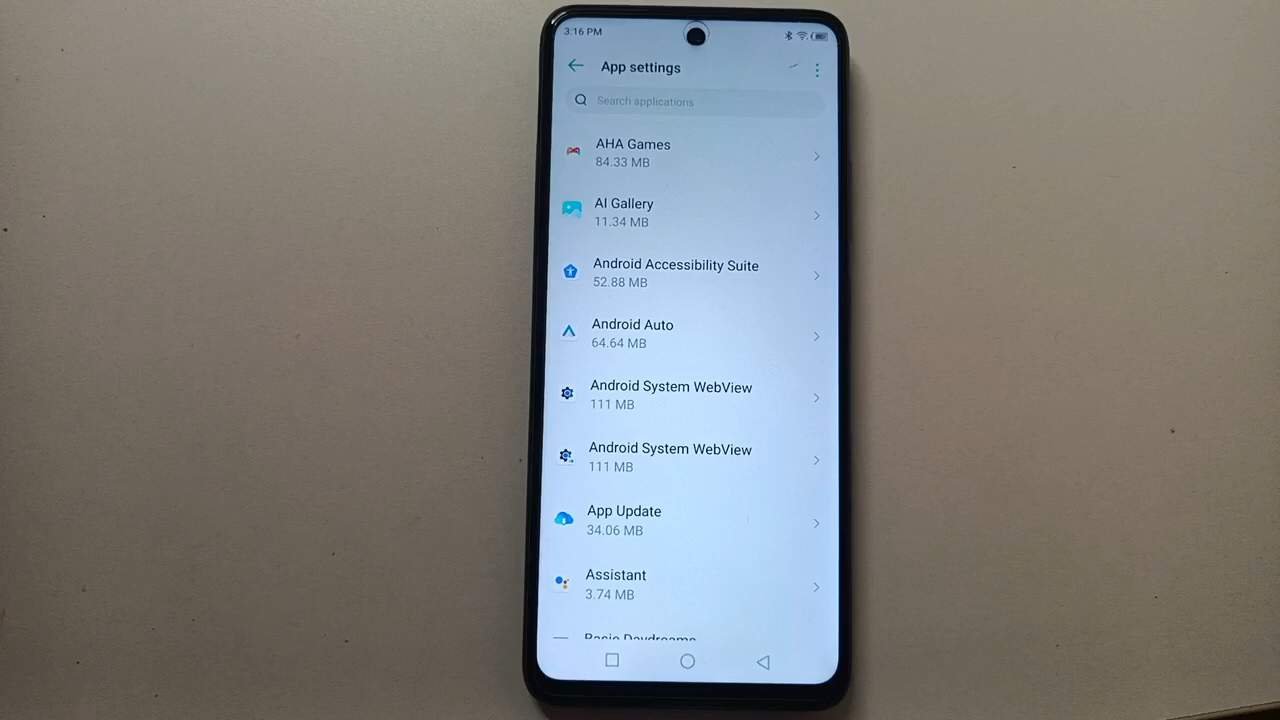 3:16 PM
App settings
Search applications
AHA Games
84.33 MB
AI Gallery
11.34 MB
Android Accessibility Suite
52.88 MB
Android Auto
64.64 MB
Android System WebView
111 MB
Android System WebView
111 MB
App Update
34.06 MB
Assistant
3.74 MB
Basic Daydreams